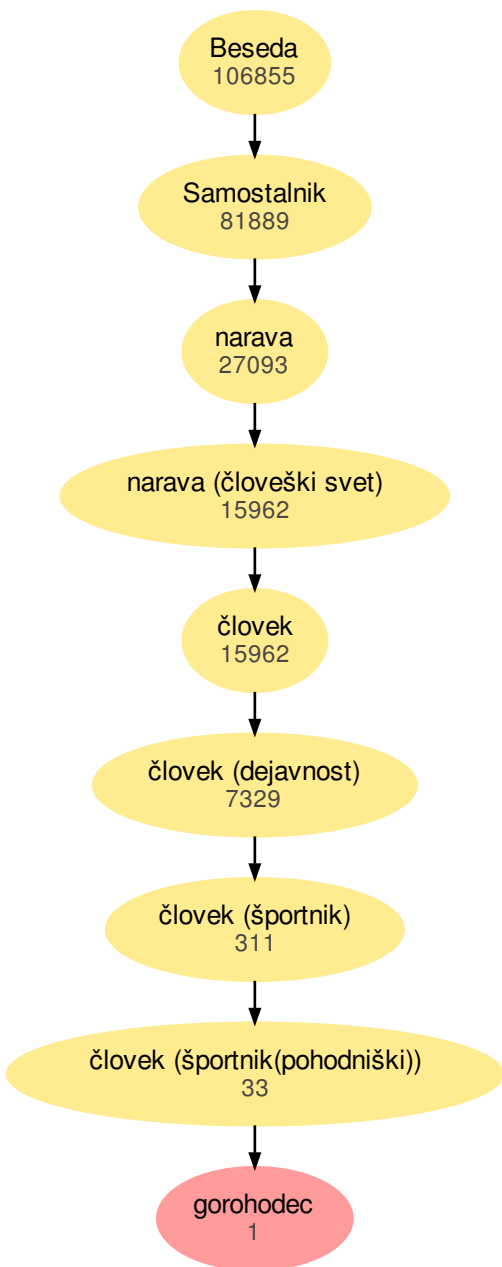 Beseda
106855
Samostalnik
81889
narava
27093
narava (človeški svet)
15962
človek
15962
človek (dejavnost)
7329
človek (športnik)
311
človek (športnik(pohodniški))
33
gorohodec
1